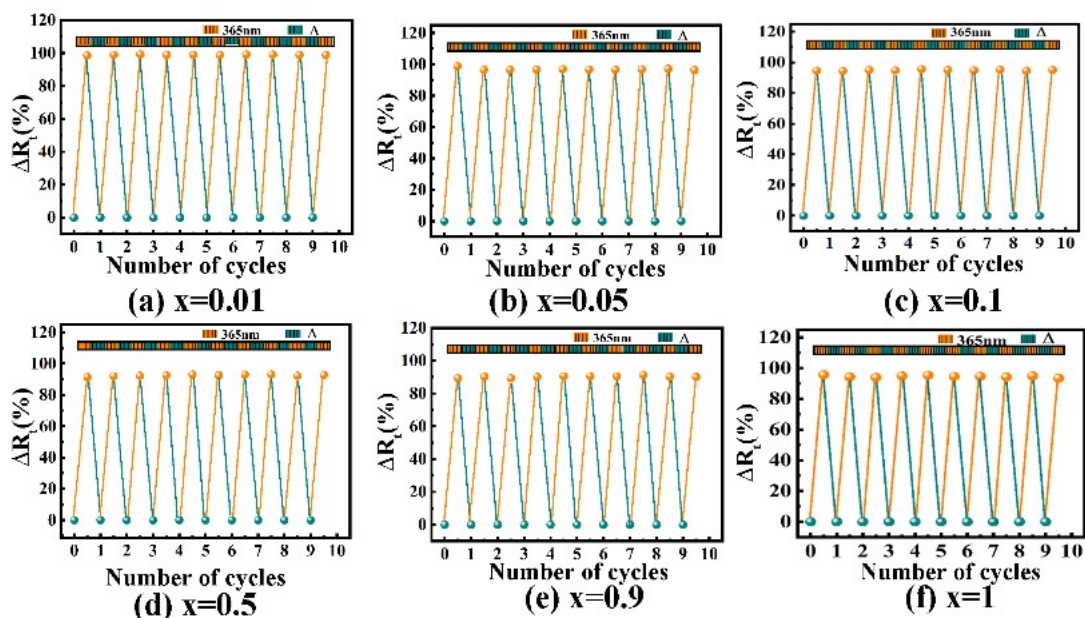 365nm Λ
120
100
80
60
40
20
0
ΔRt(%)
0 1 2 3 4 5 6 7 8 9 10
Number of cycles
(a) x=0.01
365nm Λ
120
100
80
60
40
20
0
ΔRt(%)
0 1 2 3 4 5 6 7 8 9 10
Number of cycles
(b) x=0.05
365nm Λ
120
100
80
60
40
20
0
ΔRt(%)
0 1 2 3 4 5 6 7 8 9 10
Number of cycles
(c) x=0.1
365nm Λ
120
100
80
60
40
20
0
ΔRt(%)
0 1 2 3 4 5 6 7 8 9 10
Number of cycles
(d) x=0.5
365nm Λ
120
100
80
60
40
20
0
ΔRt(%)
0 1 2 3 4 5 6 7 8 9 10
Number of cycles
(e) x=0.9
365nm Λ
120
100
80
60
40
20
0
ΔRt(%)
0 1 2 3 4 5 6 7 8 9 10
Number of cycles
(f) x=1